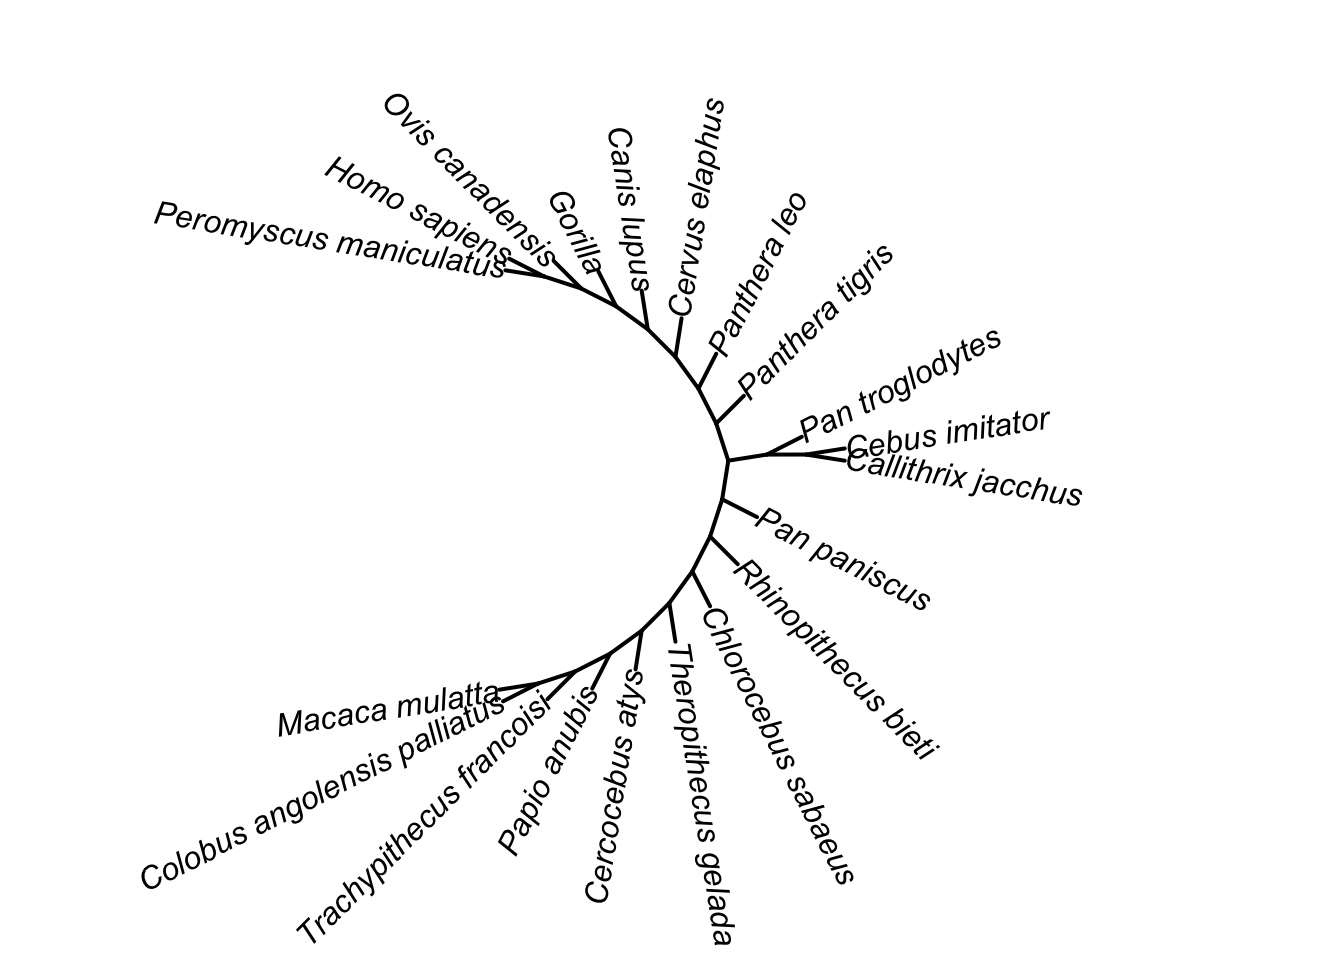 Ovis canadensis
Homo sapiens
Peromyscus maniculatus
Gorilla
Canis lupus
Cervus elaphus
Panthera leo
Panthera tigris
Pan troglodytes
Cebus imitator
Callithrix jacchus
Pan paniscus
Rhinopithecus bieti
Chlorocebus sabaeus
Theropithecus gelada
Cercocebus atys
Papio anubis
Trachypithecus francoisi
Colobus angolensis palliatus
Macaca mulatta